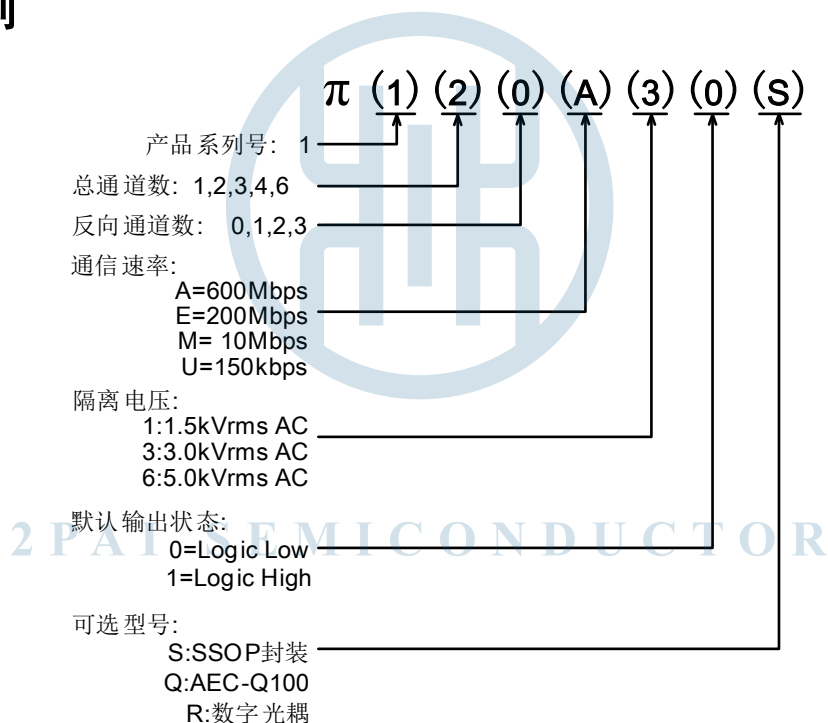 π (1) (2) (0) (A) (3) (0) (S)
产品系列号: 1
总通道数: 1,2,3,4,6
反向通道数: 0,1,2,3
通信速率:
A=600Mbps
E=200Mbps
M= 10Mbps
U=150kbps
隔离电压:
1:1.5kVrms AC
3:3.0kVrms AC
6:5.0kVrms AC
默认输出状态:
2PAI SEMICONDUCTOR
0=Logic Low
1=Logic High
可选型号:
S:SSOP封装
Q:AEC-Q100
R:数字光耦